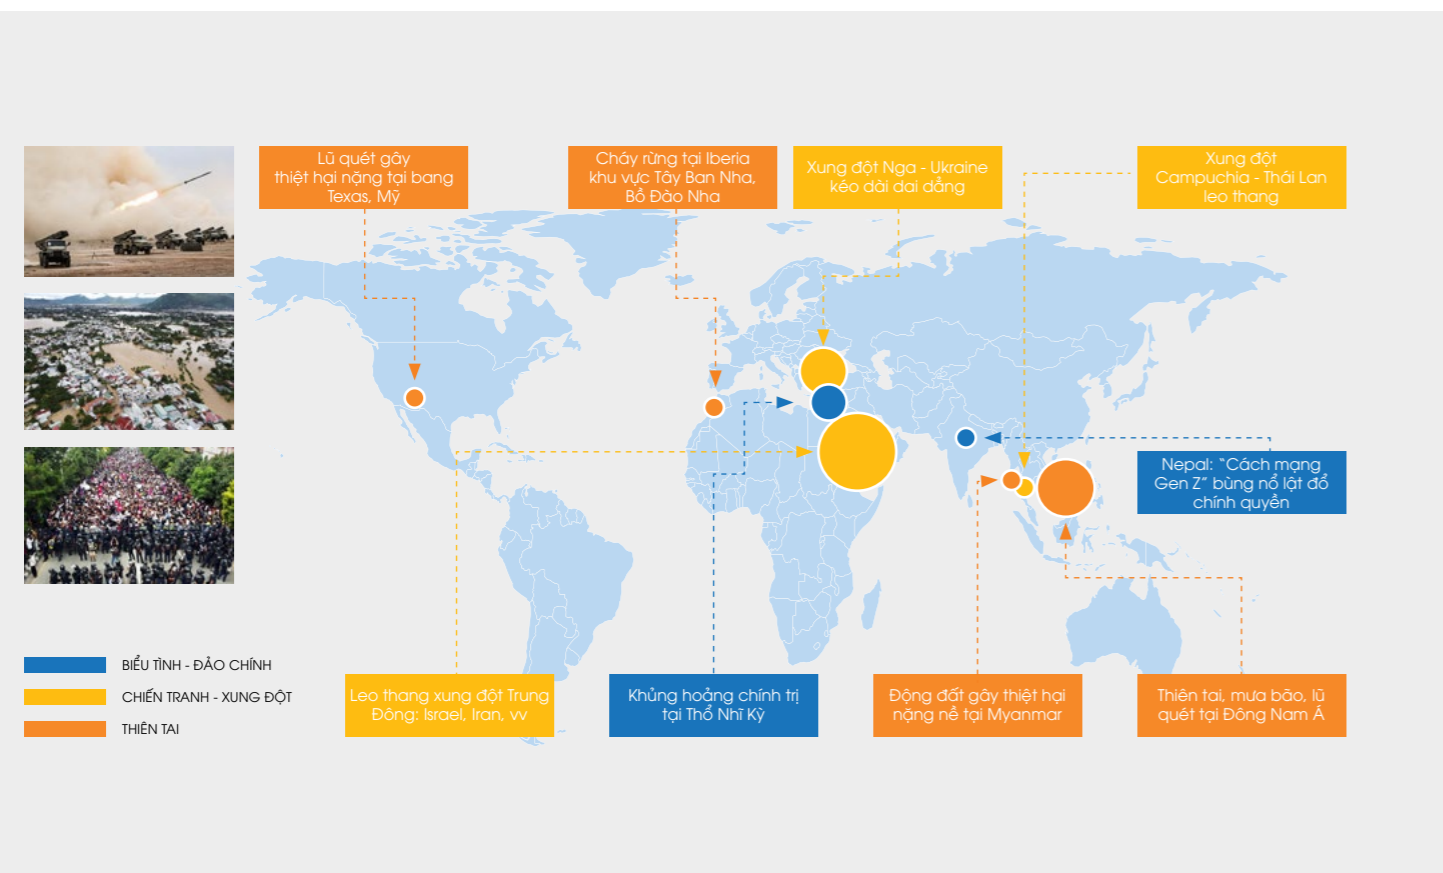 Lũ quét gây
thiệt hại nặng tại bang
Texas, Mỹ
Cháy rừng tại Iberia
khu vực Tây Ban Nha,
Bồ Đào Nha
Xung đột Nga - Ukraine
kéo dài dai dẳng
Xung đột
Campuchia - Thái Lan
leo thang
Nepal: “Cách mạng
Gen Z” bùng nổ lật đổ
chính quyền
BIỂU TÌNH - ĐẢO CHÍNH
CHIẾN TRANH - XUNG ĐỘT
THIÊN TAI
Leo thang xung đột Trung
Đông: Israel, Iran, vv
Khủng hoảng chính trị
tại Thổ Nhĩ Kỳ
Động đất gây thiệt hại
nặng nề tại Myanmar
Thiên tai, mưa bão, lũ
quét tại Đông Nam Á